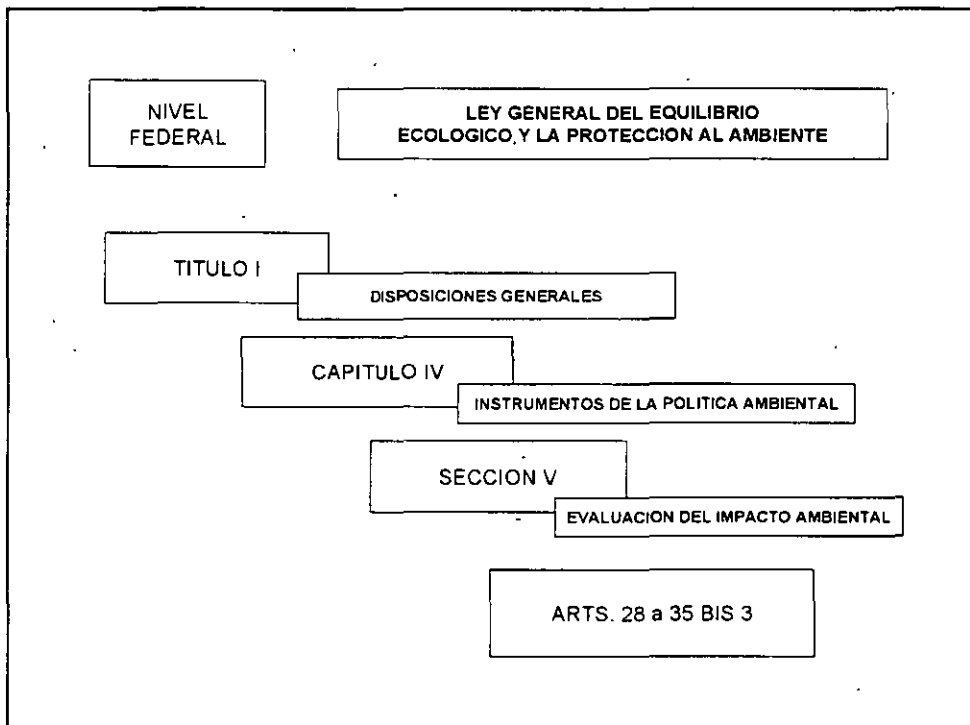 NIVEL
FEDERAL
LEY GENERAL DEL EQUILIBRIO
ECOLOGICO, Y LA PROTECCION AL AMBIENTE
TITULO I
DISPOSICIONES GENERALES
CAPITULO IV
INSTRUMENTOS DE LA POLITICA AMBIENTAL
SECCION V
EVALUACION DEL IMPACTO AMBIENTAL
ARTS. 28 a 35 BIS 3